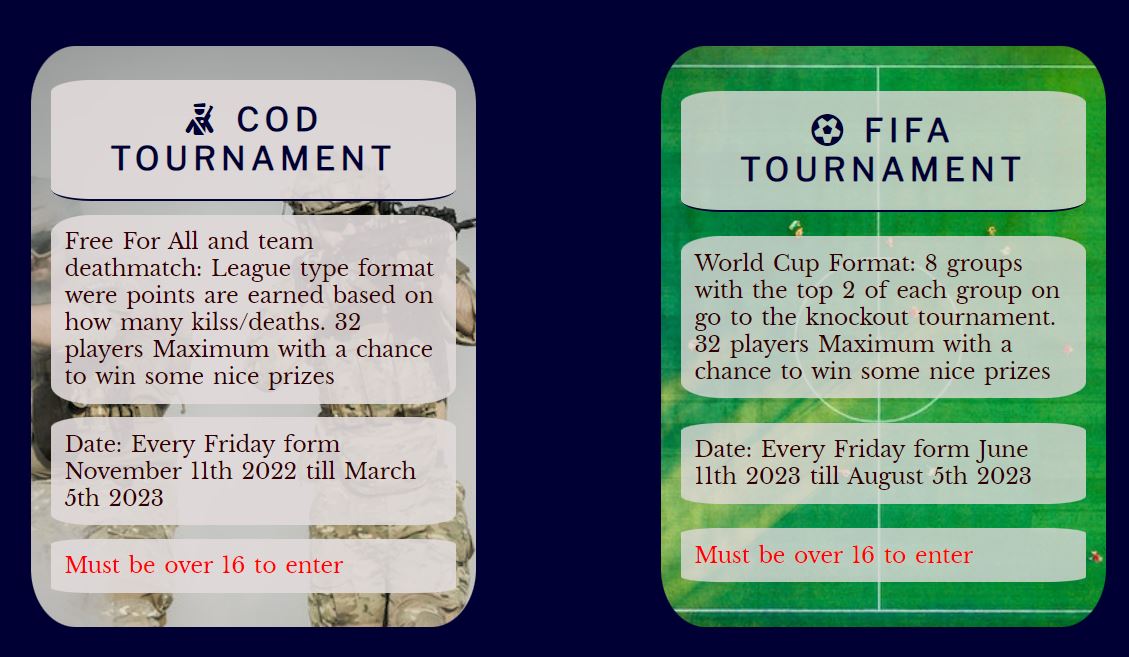 COD
TOURNAMENT
Free For All and team
deathmatch: League type format
were points are earned based on
how many kilss/deaths. 32
players Maximum with a chance
to win some nice prizes
Date: Every Friday form
November 11th 2022 till March
5th 2023
Must be over 16 to enter
FIFA
TOURNAMENT
World Cup Format: 8 groups
with the top 2 of each group on
go to the knockout tournament.
32 players Maximum with a
chance to win some nice prizes
Date: Every Friday form June
11th 2023 till August 5th 2023
Must be over 16 to enter